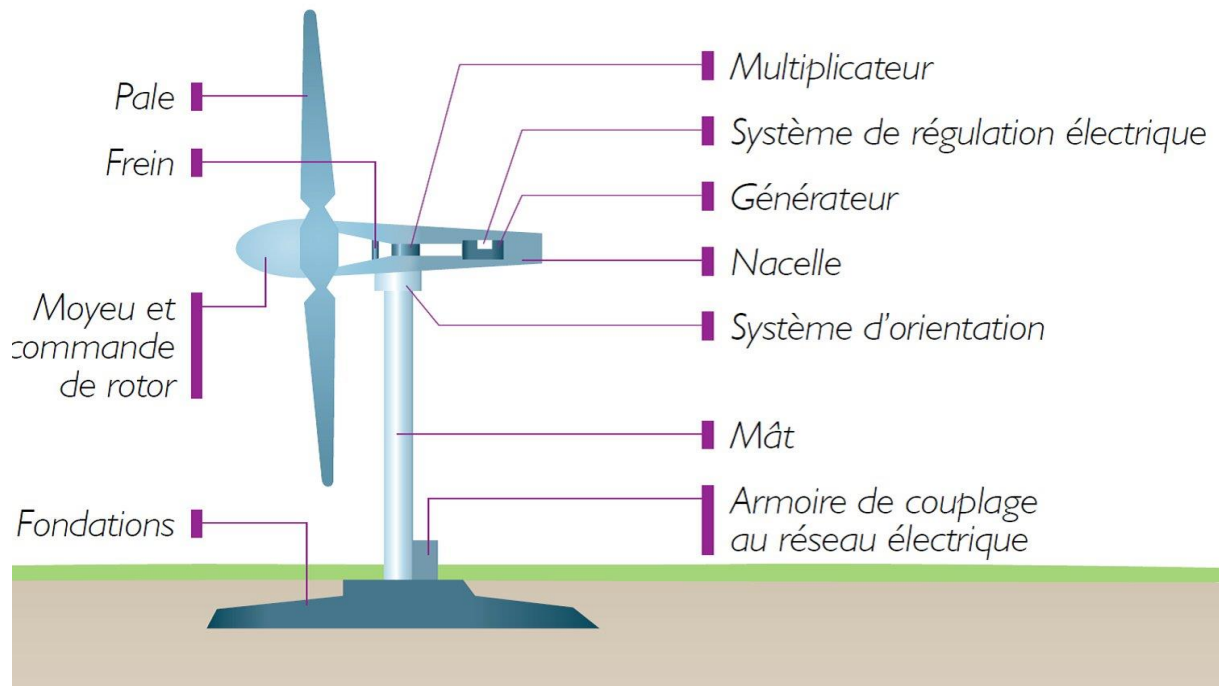 Pale
Frein
Moyeu et
commande
de rotor
Fondations
Multiplicateur
Système de régulation électrique
Générateur
Nacelle
Système d'orientation
Mât
Armoire de couplage
au réseau électrique